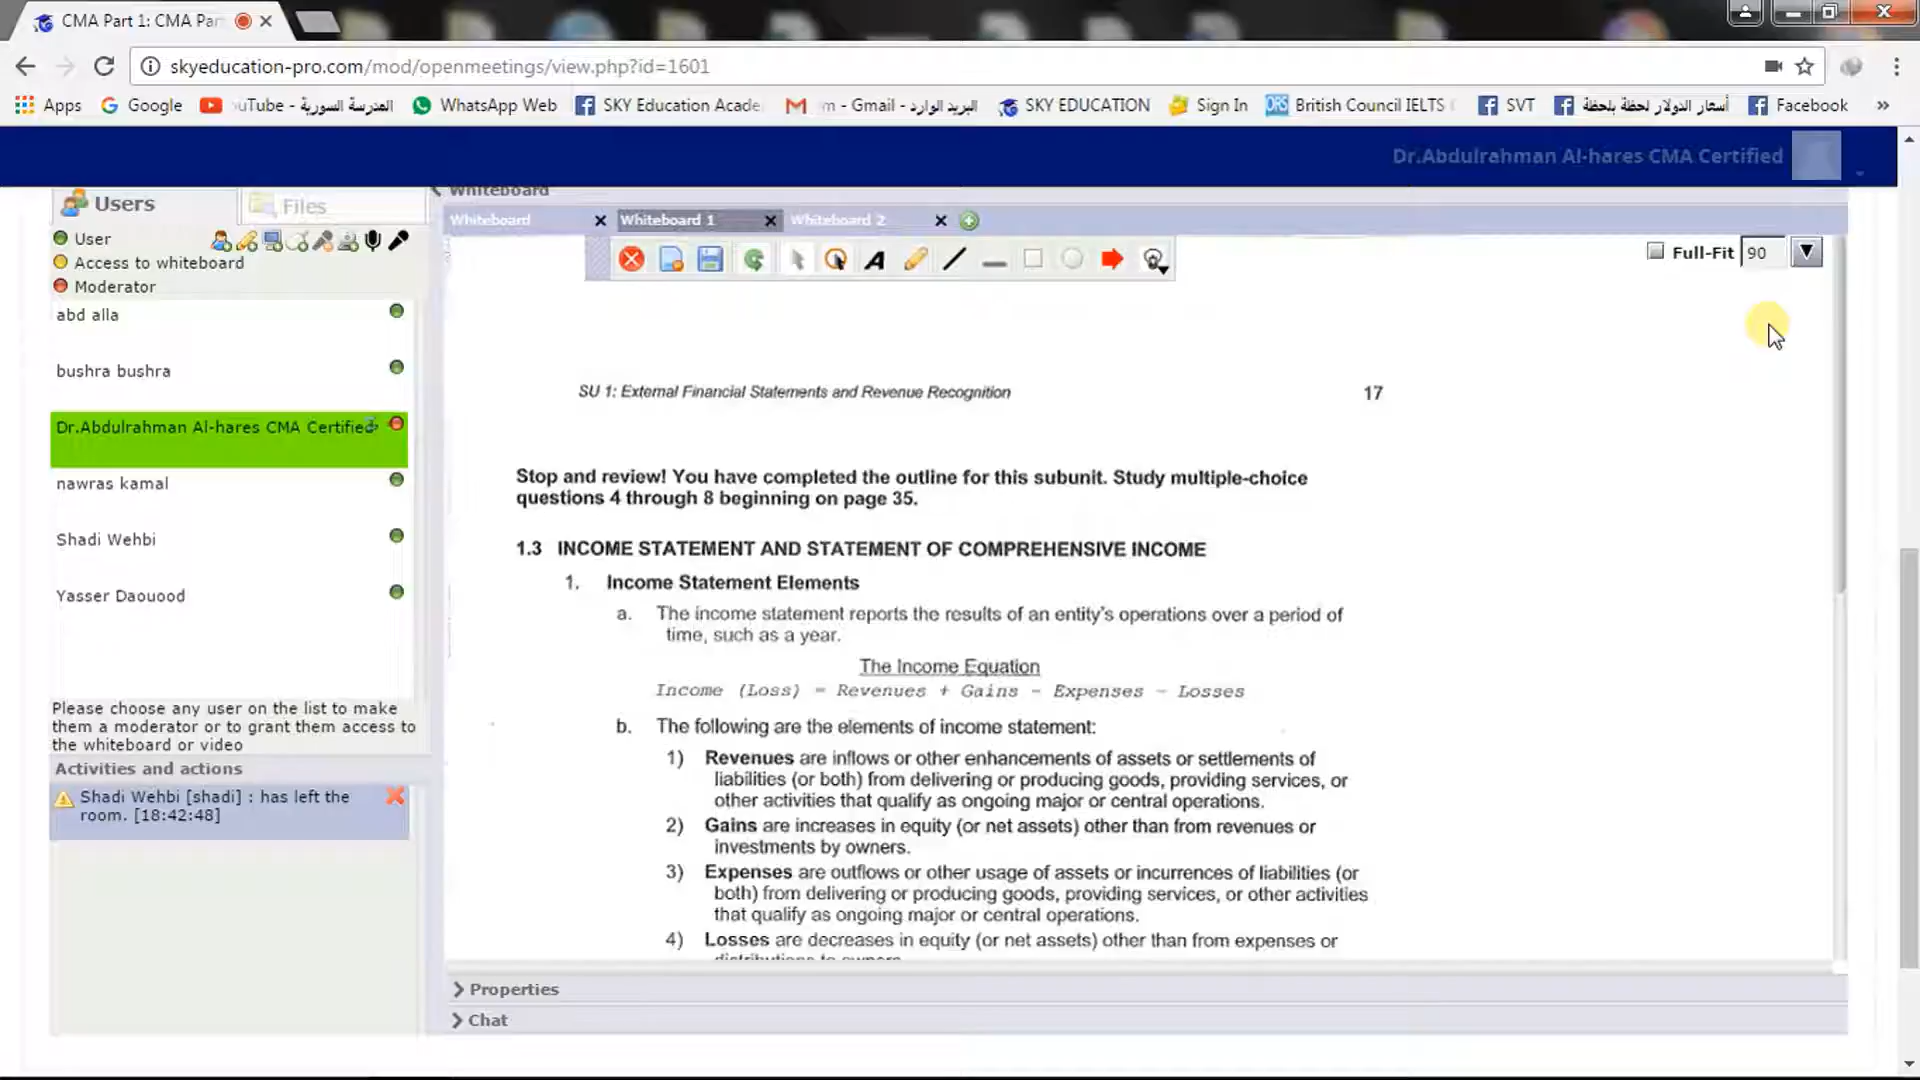 CMA Part 1: CMA Par
skyeducation-pro.com/mod/openmeetings/view.php?id=1601
Apps
Google
uTube - المدرسة السورية
WhatsApp Web
SKY Education Acade
m - Gmail - البريد الوارد
SKY EDUCATION
Sign In
British Council IELTS
SVT
أسعار الدولار لحظة بلحظة
Facebook
Dr.Abdulrahman Al-hares CMA Certified
Users
Files
User
Access to whiteboard
Moderator
abd alla
bushra bushra
Dr.Abdulrahman Al-hares CMA Certified
nawras kamal
Shadi Wehbi
Yasser Daouood
Please choose any user on the list to make
them a moderator or to grant them access to
the whiteboard or video
Activities and actions
Shadi Wehbi [shadi] : has left the
room. [18:42:48]
Whiteboard
Whiteboard
Whiteboard 1
Whiteboard 2
Full-Fit 90
SU 1: External Financial Statements and Revenue Recognition 17
Stop and review! You have completed the outline for this subunit. Study multiple-choice
questions 4 through 8 beginning on page 35.
1.3 INCOME STATEMENT AND STATEMENT OF COMPREHENSIVE INCOME
1. Income Statement Elements
a. The income statement reports the results of an entity's operations over a period of
time, such as a year.
The Income Equation
Income (Loss) = Revenues + Gains - Expenses - Losses
b. The following are the elements of income statement:
1) Revenues are inflows or other enhancements of assets or settlements of
liabilities (or both) from delivering or producing goods, providing services, or
other activities that qualify as ongoing major or central operations.
2) Gains are increases in equity (or net assets) other than from revenues or
investments by owners.
3) Expenses are outflows or other usage of assets or incurrences of liabilities (or
both) from delivering or producing goods, providing services, or other activities
that qualify as ongoing major or central operations.
4) Losses are decreases in equity (or net assets) other than from expenses or
distributions to owners.
Properties
Chat